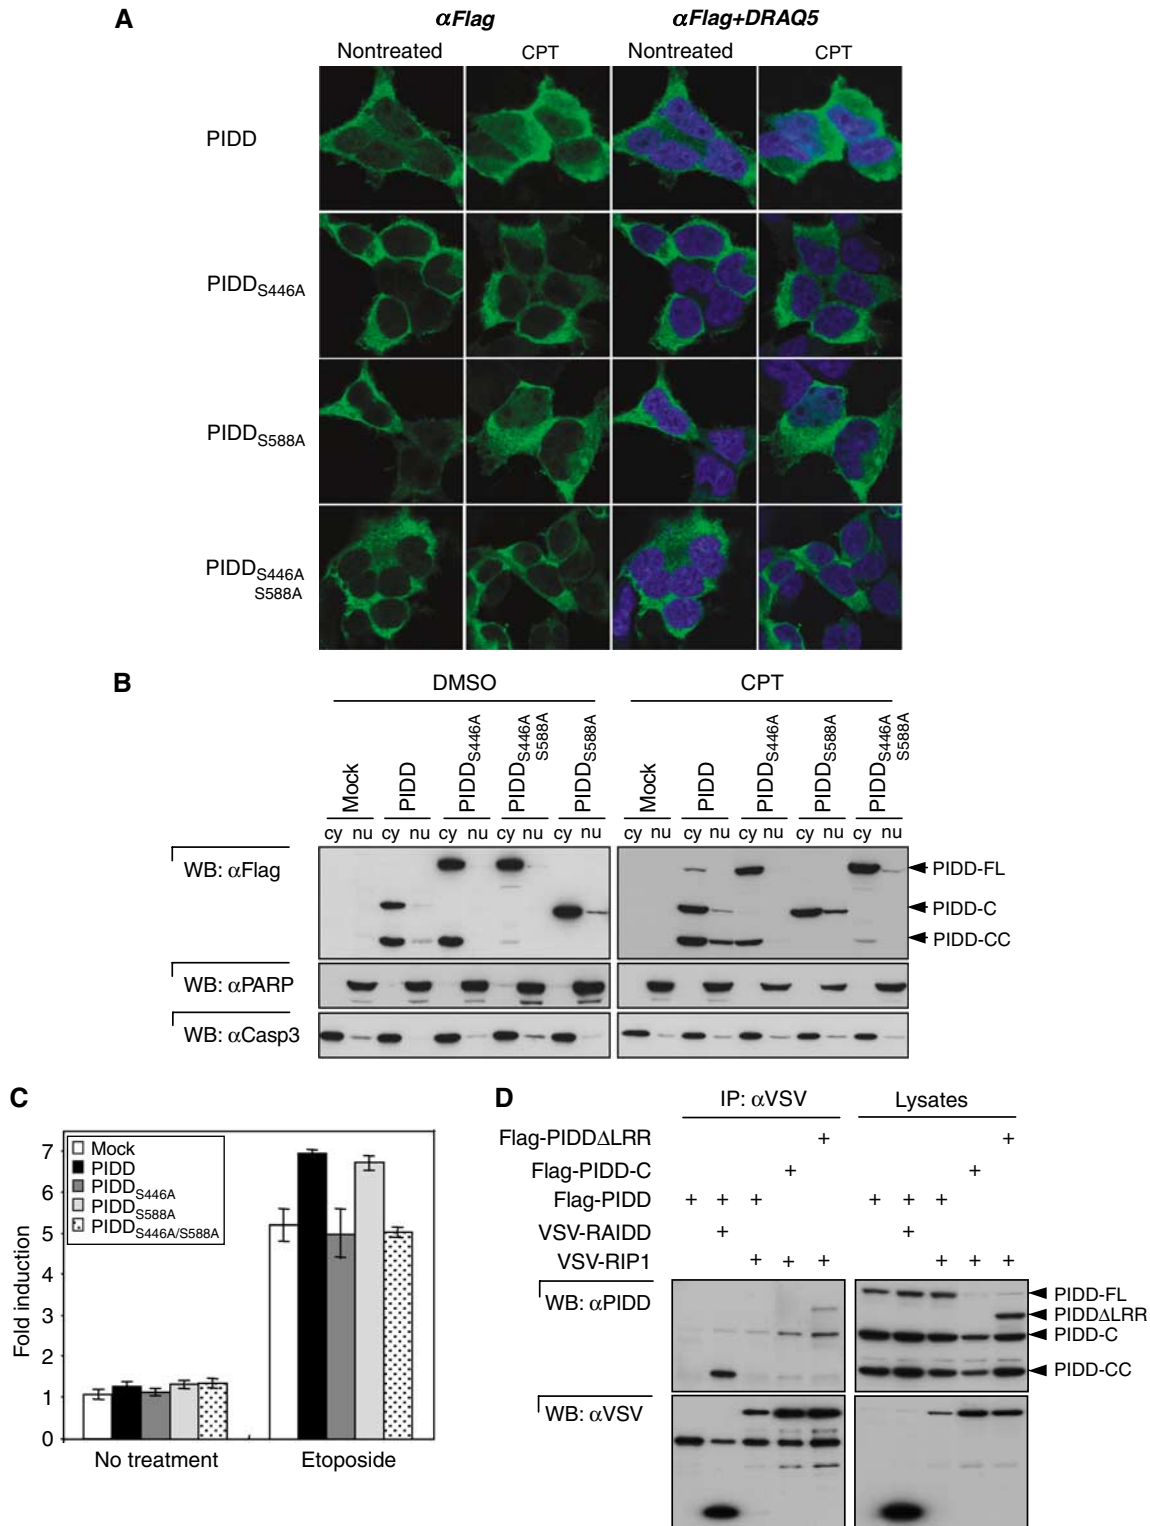 A
αFlag αFlag+DRAQ5
Nontreated CPT Nontreated CPT
PIDD
PIDDS446A
PIDDS588A
PIDDS446A
S588A
B
DMSO CPT
Mock PIDD PIDDS446A PIDDS446A S588A PIDDS588A Mock PIDD PIDDS446A PIDDS588A PIDDS446A S588A
cy nu cy nu cy nu cy nu cy nu cy nu cy nu cy nu cy nu cy nu
WB: αFlag
PIDD-FL
PIDD-C
PIDD-CC
WB: αPARP
WB: αCasp3
C
7
6
5
4
3
2
1
0
Fold induction
Mock
PIDD
PIDDS446A
PIDDS588A
PIDDS446A/S588A
No treatment Etoposide
D
IP: αVSV Lysates
Flag-PIDDΔLRR + +
Flag-PIDD-C + +
Flag-PIDD + + + + + +
VSV-RAIDD + +
VSV-RIP1 + + + + + +
WB: αPIDD
PIDD-FL
PIDDΔLRR
PIDD-C
PIDD-CC
WB: αVSV